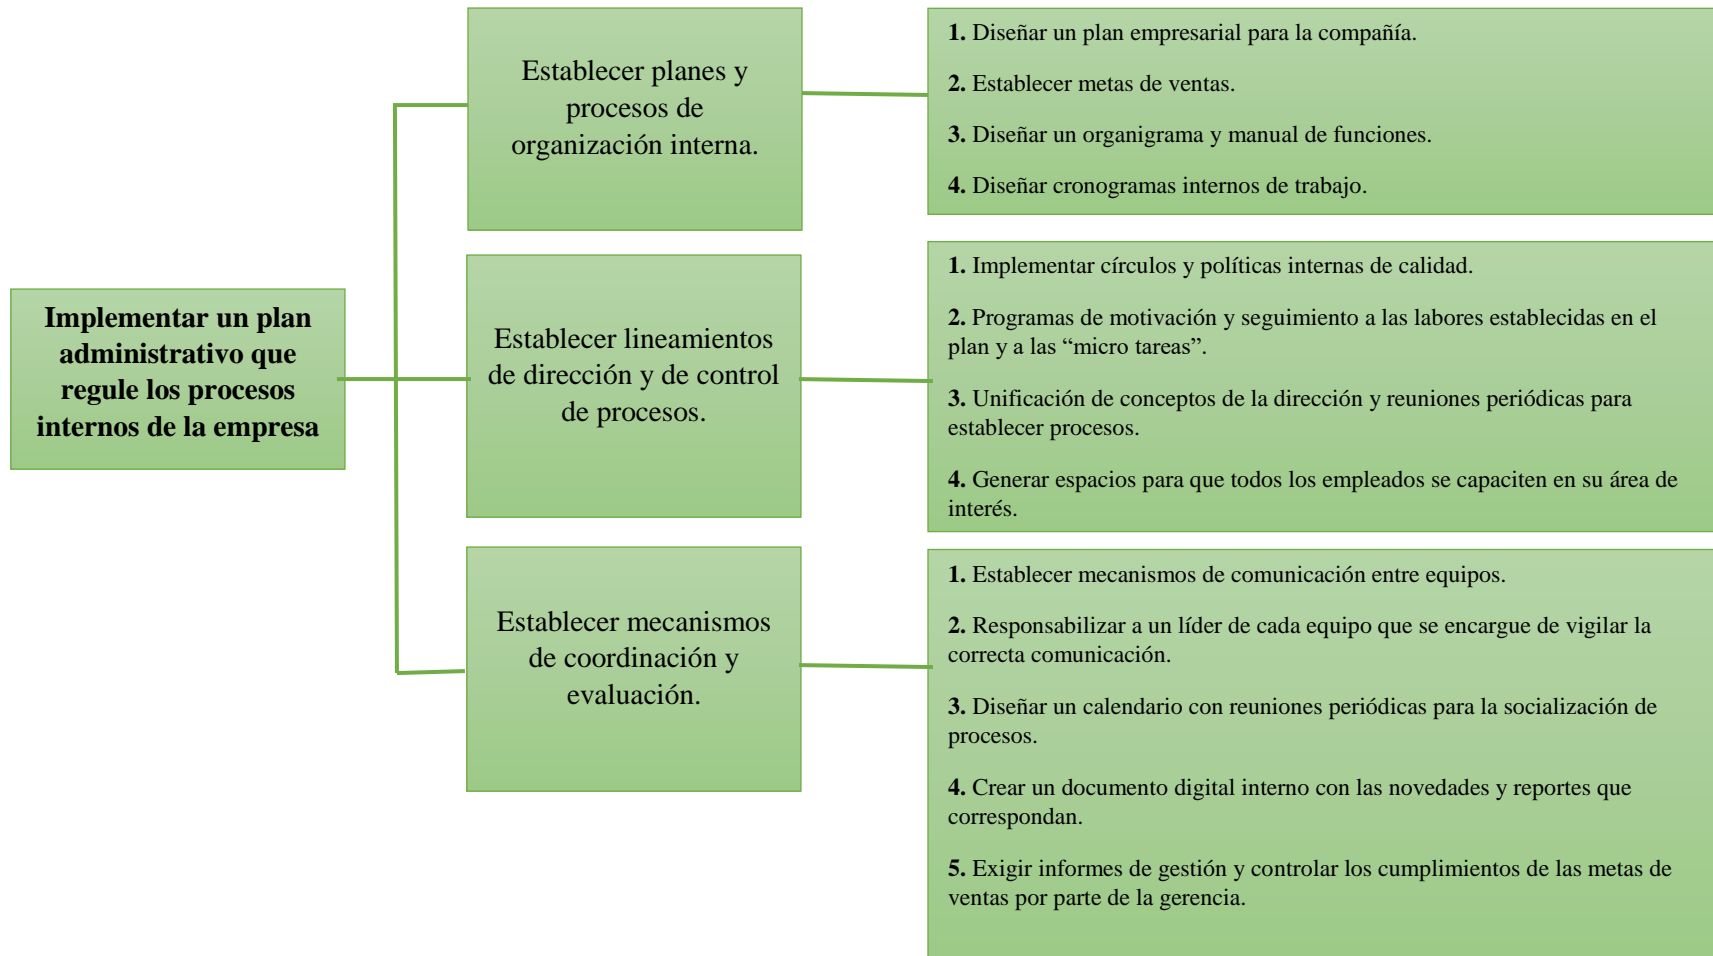 Implementar un plan
administrativo que
regule los procesos
internos de la empresa
Establecer planes y
procesos de
organización interna.
1. Diseñar un plan empresarial para la compañía.
2. Establecer metas de ventas.
3. Diseñar un organigrama y manual de funciones.
4. Diseñar cronogramas internos de trabajo.
Establecer lineamientos
de dirección y de control
de procesos.
1. Implementar círculos y políticas internas de calidad.
2. Programas de motivación y seguimiento a las labores establecidas en el
plan y a las “micro tareas”.
3. Unificación de conceptos de la dirección y reuniones periódicas para
establecer procesos.
4. Generar espacios para que todos los empleados se capaciten en su área de
interés.
Establecer mecanismos
de coordinación y
evaluación.
1. Establecer mecanismos de comunicación entre equipos.
2. Responsabilizar a un líder de cada equipo que se encargue de vigilar la
correcta comunicación.
3. Diseñar un calendario con reuniones periódicas para la socialización de
procesos.
4. Crear un documento digital interno con las novedades y reportes que
correspondan.
5. Exigir informes de gestión y controlar los cumplimientos de las metas de
ventas por parte de la gerencia.